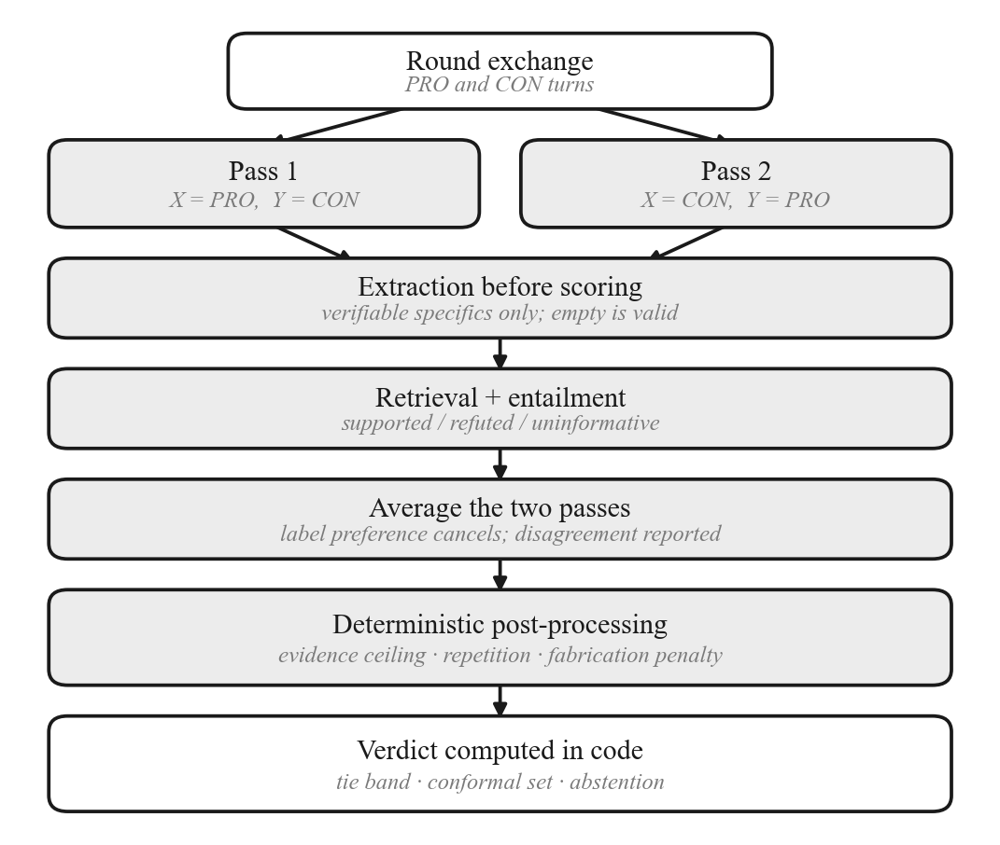 Round exchange
PRO and CON turns
Pass 1
X = PRO, Y = CON
Pass 2
X = CON, Y = PRO
Extraction before scoring
verifiable specifics only; empty is valid
Retrieval + entailment
supported / refuted / uninformative
Average the two passes
label preference cancels; disagreement reported
Deterministic post-processing
evidence ceiling · repetition · fabrication penalty
Verdict computed in code
tie band · conformal set · abstention